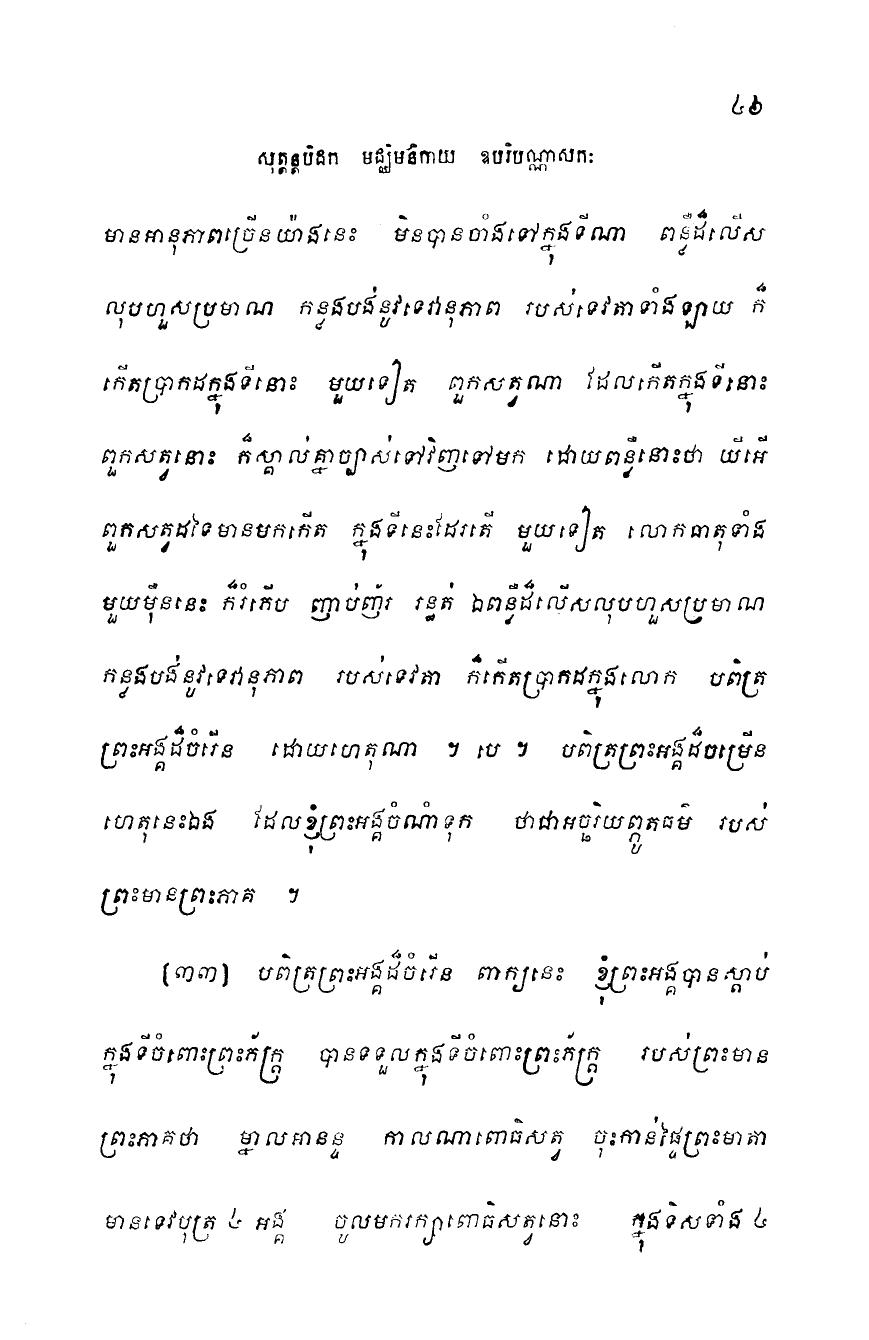 ៤៦
សុត្តន្តបិដក មជ្ឈិមនិកាយ ឧបរិបណ្ណាសកៈ
មានអានុភាពច្រើនយ៉ាងនេះ មិនបានចាំងទៅក្នុងទីណា ពន្លឺដ៏លើស
លុបហួសប្រមាណ កន្លងបង់នូវទេវានុភាព របស់ទេវតាទាំងឡាយ ក៏
កើតប្រាកដក្នុងទីនោះ មួយទៀត ពួកសត្វណា ដែលកើតក្នុងទីនោះ
ពួកសត្វនោះ ក៏ស្គាល់គ្នាច្បាស់ទៅវិញទៅមក ដោយពន្លឺនោះថា យីអើ
ពួកសត្វដទៃមានមកកើត ក្នុងទីនេះដែរតើ មួយទៀត លោកធាតុទាំង
មួយម៉ឺននេះ ក៏រំភើប ញាប់ញ័រ រន្ធត់ ឯពន្លឺដ៏លើសលុបហួសប្រមាណ
កន្លងបង់នូវទេវានុភាព របស់ទេវតា ក៏កើតប្រាកដក្នុងលោក បពិត្រ
ព្រះអង្គដ៏ចំរើន ដោយហេតុណា ។ បេ ។ បពិត្រព្រះអង្គដ៏ចម្រើន
ហេតុនេះឯង ដែលខ្ញុំព្រះអង្គចំណាំទុក ថាជាអច្ឆរិយព្ភូតធម៌ របស់
ព្រះមានព្រះភាគ ។
(៣៣) បពិត្រព្រះអង្គដ៏ចំរើន ពាក្យនេះ ខ្ញុំព្រះអង្គបានស្តាប់
ក្នុងទីចំពោះព្រះភ័ក្ត្រ បានទទួលក្នុងទីចំពោះព្រះភ័ក្ត្រ របស់ព្រះមាន
ព្រះភាគថា ម្នាលអានន្ទ កាលណាពោធិសត្វ ចុះកាន់ផ្ទៃព្រះមាតា
មានទេវបុត្រ ៤ អង្គ ចូលមករក្សាពោធិសត្វនោះ ក្នុងទិសទាំង ៤